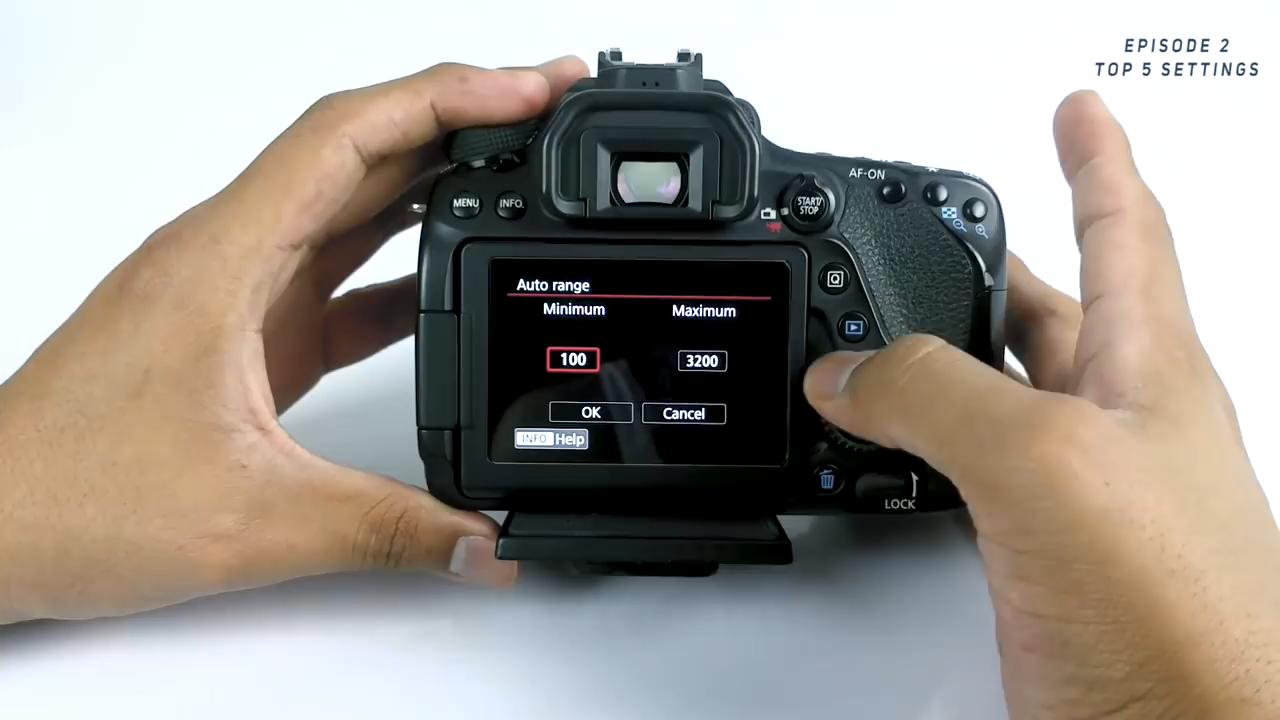 EPISODE 2
TOP 5 SETTINGS
AF-ON
MENU
INFO.
START/
STOP
Q
Auto range
Minimum
Maximum
100
3200
OK
Cancel
INFO Help
LOCK